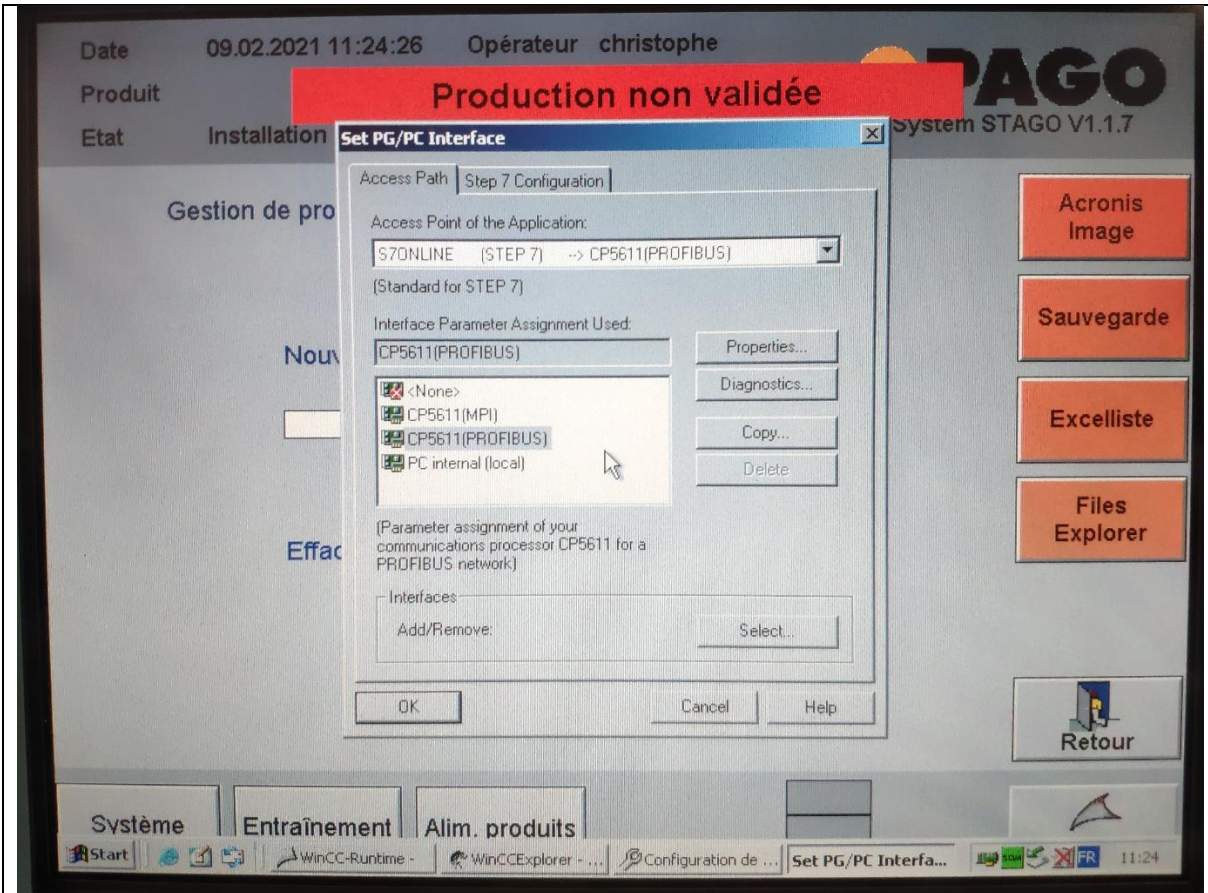 Date 09.02.2021 11:24:26 Opérateur christophe
PAGO
Produit
Production non validée
Etat Installation
System STAGO V1.1.7
Set PG/PC Interface
Access Path Step 7 Configuration
Gestion de pro
Access Point of the Application:
S7ONLINE (STEP 7) --> CP5611(PROFIBUS)
(Standard for STEP 7)
Interface Parameter Assignment Used:
CP5611(PROFIBUS)
Properties...
Nouv
<None>
Diagnostics...
CP5611(MPI)
CP5611(PROFIBUS)
Copy...
PC internal (local)
Delete
(Parameter assignment of your
communications processor CP5611 for a
PROFIBUS network)
Effac
Interfaces
Add/Remove:
Select...
OK
Cancel
Help
Acronis
Image
Sauvegarde
Excelliste
Files
Explorer
Retour
Système
Entraînement
Alim. produits
Start
WinCC-Runtime -
WinCCExplorer - ...
Configuration de ...
Set PG/PC Interfa...
FR
11:24